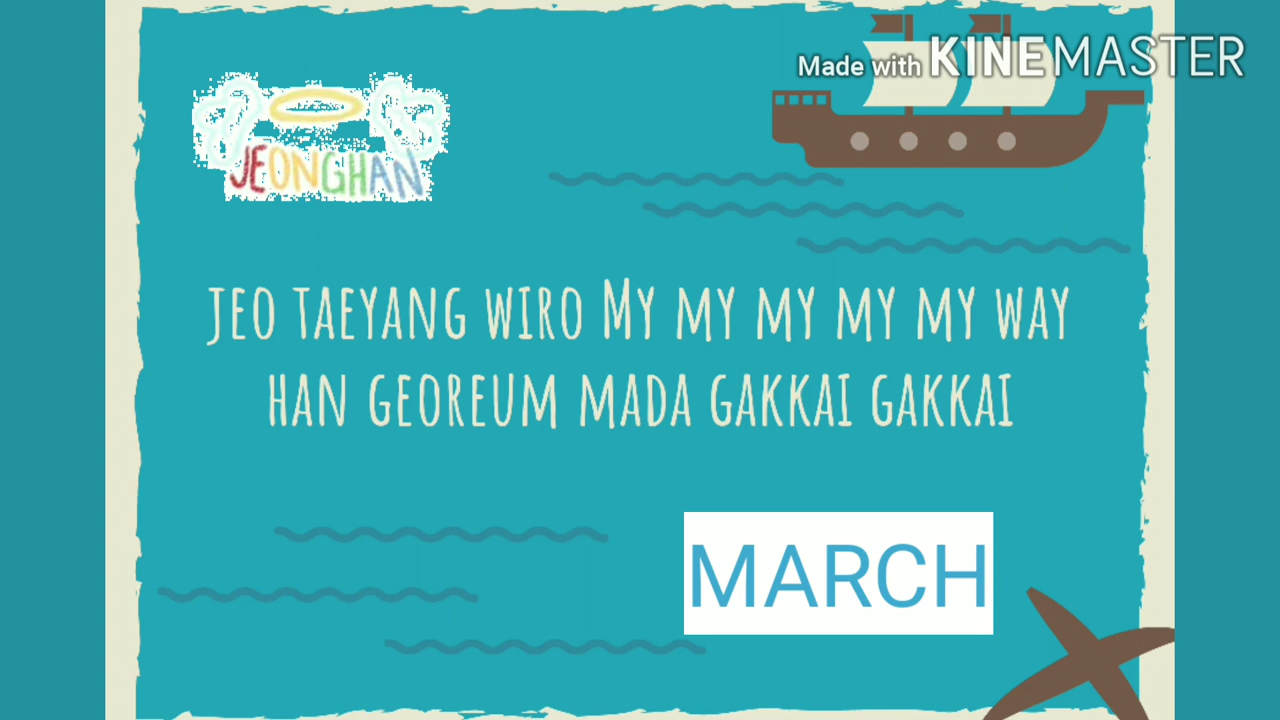 Made with KINEMASTER
JEONGHAN
JEO TAEYANG WIRO MY MY MY MY MY WAY
HAN GEOREUM MADA GAKKAI GAKKAI
MARCH